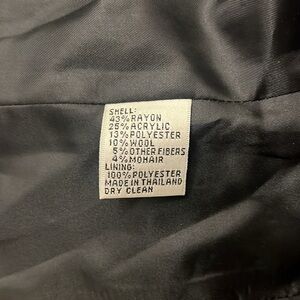 SHELL:
43%RAYON
25%ACRYLIC
13%POLYESTER
10%WOOL
5%OTHER FIBERS
4%MOHAIR
LINING:
100%POLYESTER
MADE IN THAILAND
DRY CLEAN